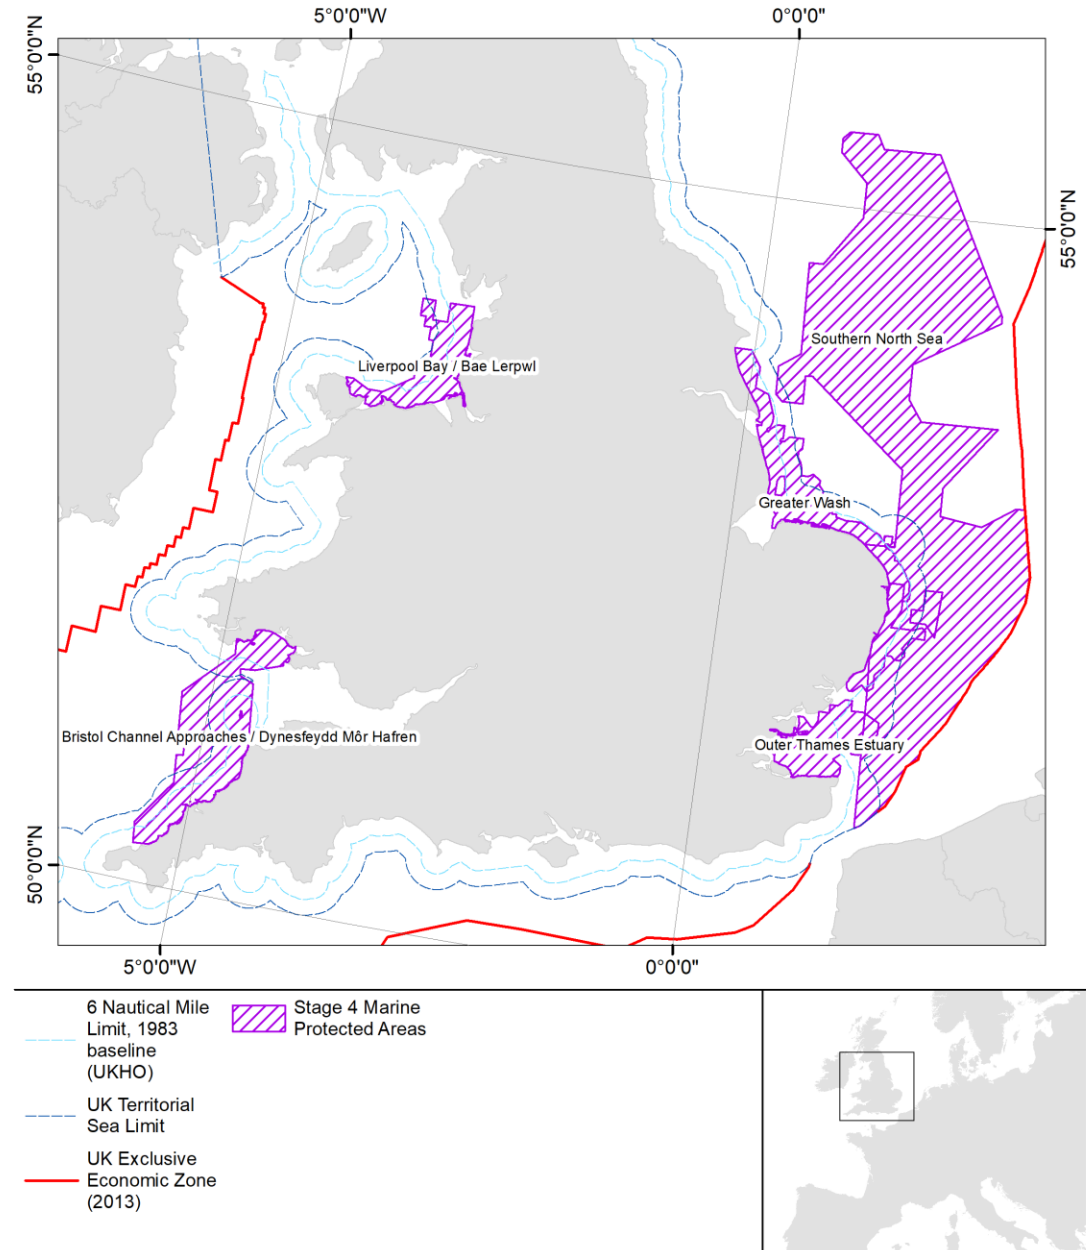 5°0'0"W
0°0'0"
55°0'0"N
55°0'0"N
Southern North Sea
Liverpool Bay / Bae Lerpwl
Greater Wash
Bristol Channel Approaches / Dynesfeydd Môr Hafren
Outer Thames Estuary
50°0'0"N
50°0'0"N
5°0'0"W
0°0'0"
6 Nautical Mile
Limit, 1983
baseline
(UKHO)
UK Territorial
Sea Limit
UK Exclusive
Economic Zone
(2013)
Stage 4 Marine
Protected Areas